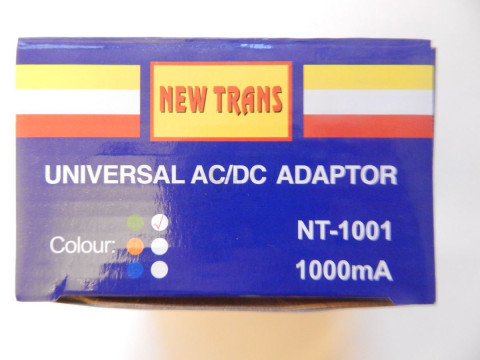 NEW TRANS
UNIVERSAL AC/DC ADAPTOR
NT-1001
Colour:
1000mA